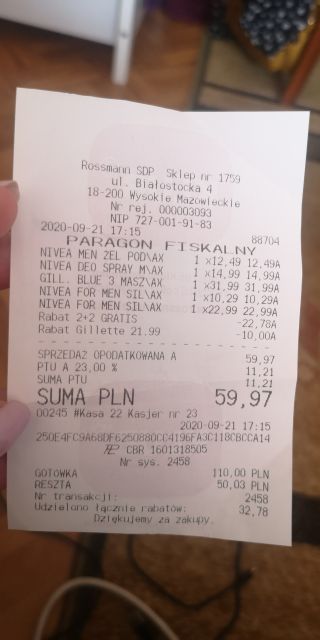 Rossmann SDP Sklep nr 1759
ul. Białostocka 4
18-200 Wysokie Mazowieckie
Nr rej. 000003093
NIP 727-001-91-83
2020-09-21 17:15 88704
PARAGON FISKALNY
NIVEA MEN ŻEL POD\AX 1 x12,49 12,49A
NIVEA DEO SPRAY M\AX 1 x14,99 14,99A
GILL. BLUE 3 MASZ\AX 1 x31,99 31,99A
NIVEA FOR MEN SIL\AX 1 x10,29 10,29A
NIVEA FOR MEN SIL\AX 1 x22,99 22,99A
Rabat 2+2 GRATIS -22,78A
Rabat Gillette 21.99 -10,00A
SPRZEDAŻ OPODATKOWANA A 59,97
PTU A 23,00 % 11,21
SUMA PTU 11,21
SUMA PLN 59,97
00245 #Kasa 22 Kasjer nr 23
2020-09-21 17:15
250E4FC9A68DF6250880CC4196FA3C118CBCCA14
CBR 1601318505
Nr sys. 2458
GOTÓWKA 110,00 PLN
RESZTA 50,03 PLN
Nr transakcji: 2458
Udzielono łącznie rabatów: 32,78
Dziękujemy za zakupy.